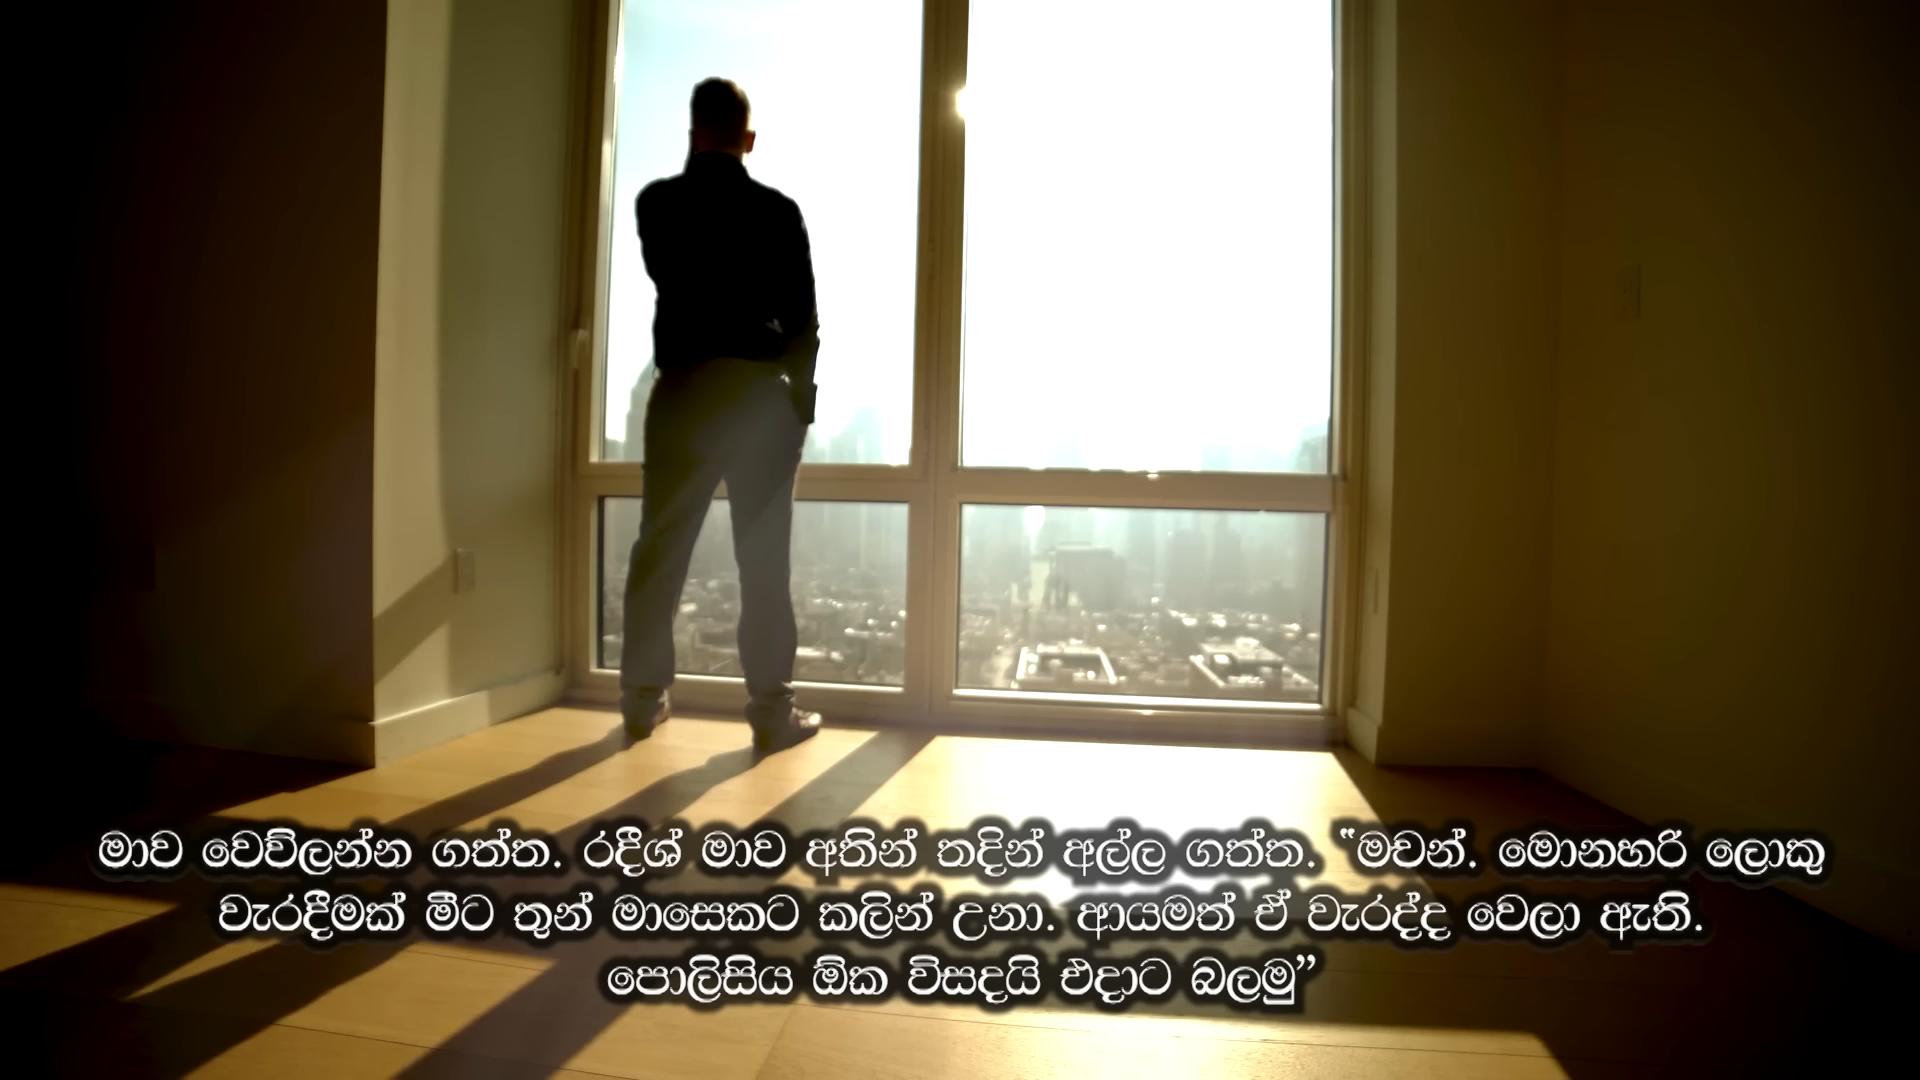 මාව වෙව්ලන්න ගත්ත. රදීශ් මාව අතින් තදින් අල්ල ගත්ත. “මචන්. මොනහරි ලොකු
වැරදීමක් මීට තුන් මාසෙකට කලින් උනා. ආයමත් ඒ වැරද්ද වෙලා ඇති.
පොලිසිය ඕක විසදයි එදාට බලමු”